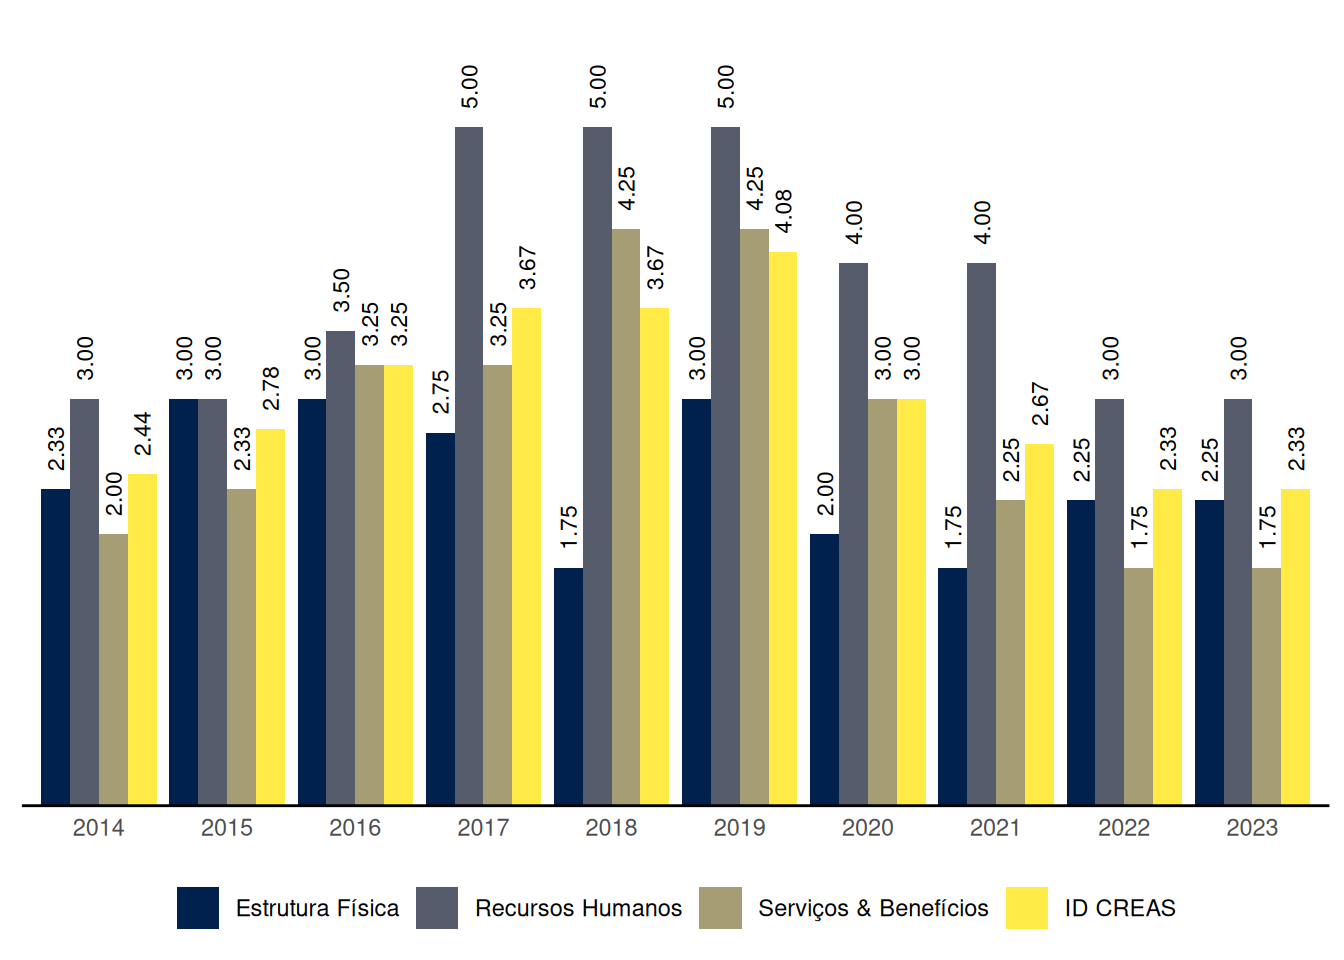 5.00 5.00 5.00
4.25 4.25
4.08
4.00 4.00
3.67 3.67
3.50
3.25 3.25 3.25
3.00 3.00 3.00 3.00 3.00 3.00 3.00 3.00 3.00
2.75
2.78
2.67
2.33 2.44 2.33 2.25 2.25 2.33 2.25 2.33
2.00 2.00
1.75 1.75 1.75 1.75
2014 2015 2016 2017 2018 2019 2020 2021 2022 2023
Estrutura Física Recursos Humanos Serviços & Benefícios ID CREAS